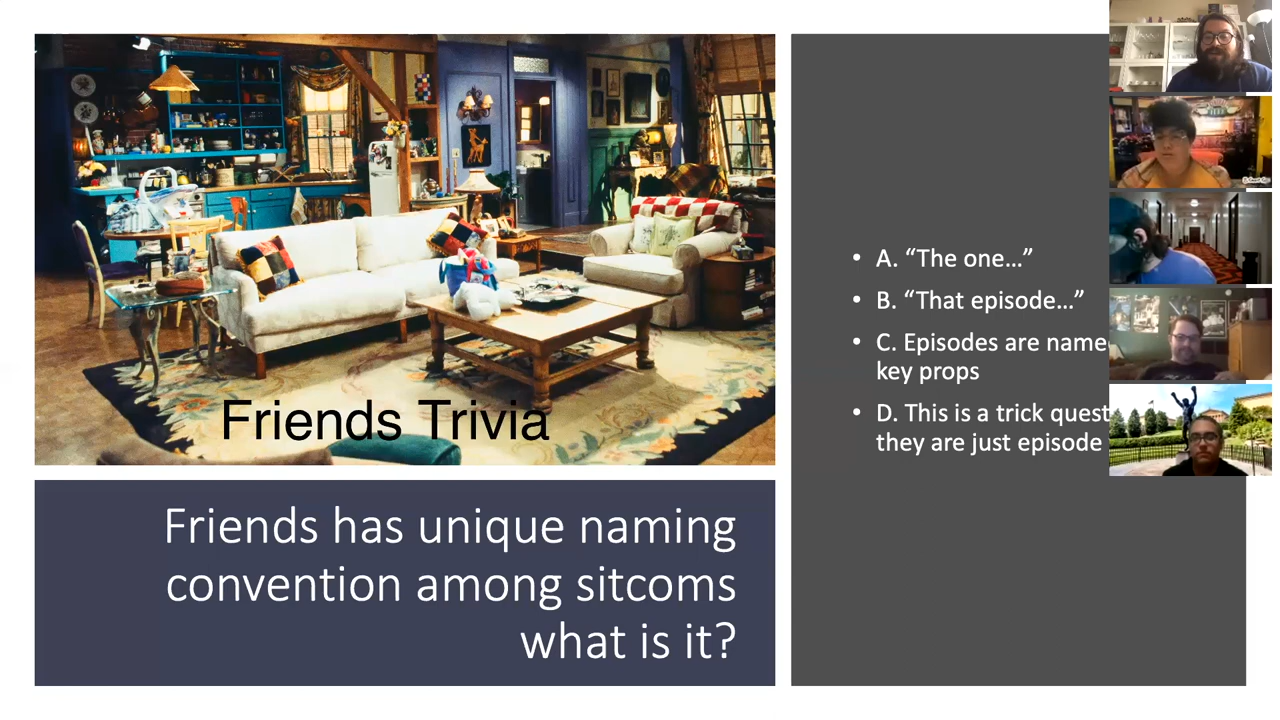 Friends Trivia
Friends has unique naming
convention among sitcoms
what is it?
• A. “The one…”
• B. “That episode…”
• C. Episodes are name
key props
• D. This is a trick quest
they are just episode